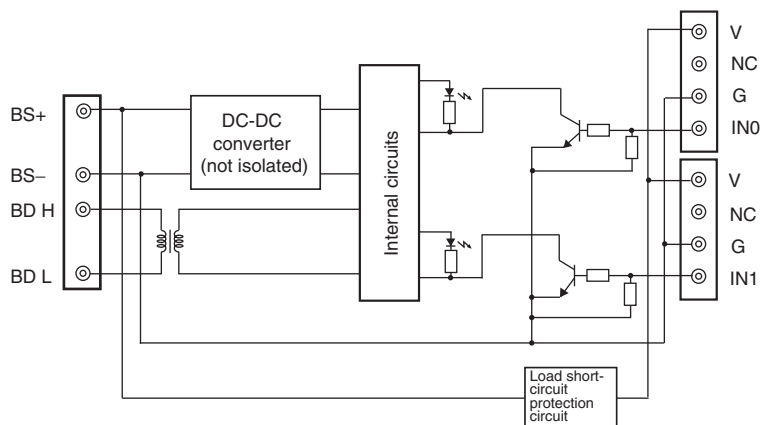 BS+
BS−
BD H
BD L
DC-DC
converter
(not isolated)
Internal circuits
V
NC
G
IN0
V
NC
G
IN1
Load short-
circuit
protection
circuit